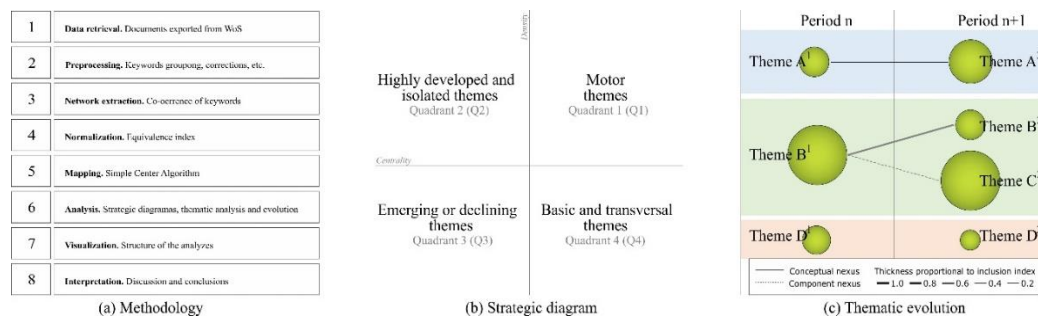 1
Data retrieval. Documents exported from WoS
2
Preprocessing. Keywords groupong, corrections, etc.
3
Network extraction. Co-ocerrence of keywords
4
Normalization. Equivalence index
5
Mapping. Simple Center Algorithm
6
Analysis. Strategic diagramas, thematic analysis and evolution
7
Visualization. Structure of the analyzes
8
Interpretation. Discussion and conclusions
(a) Methodology
Density
Highly developed and
isolated themes
Quadrant 2 (Q2)
Motor
themes
Quadrant 1 (Q1)
Centrality
Emerging or declining
themes
Quadrant 3 (Q3)
Basic and transversal
themes
Quadrant 4 (Q4)
(b) Strategic diagram
Period n
Period n+1
Theme A
Theme A
Theme B
Theme B
Theme C
Theme D
Theme D
Conceptual nexus
Component nexus
Thickness proportional to inclusion index
1.0
0.8
0.6
0.4
0.2
(c) Thematic evolution